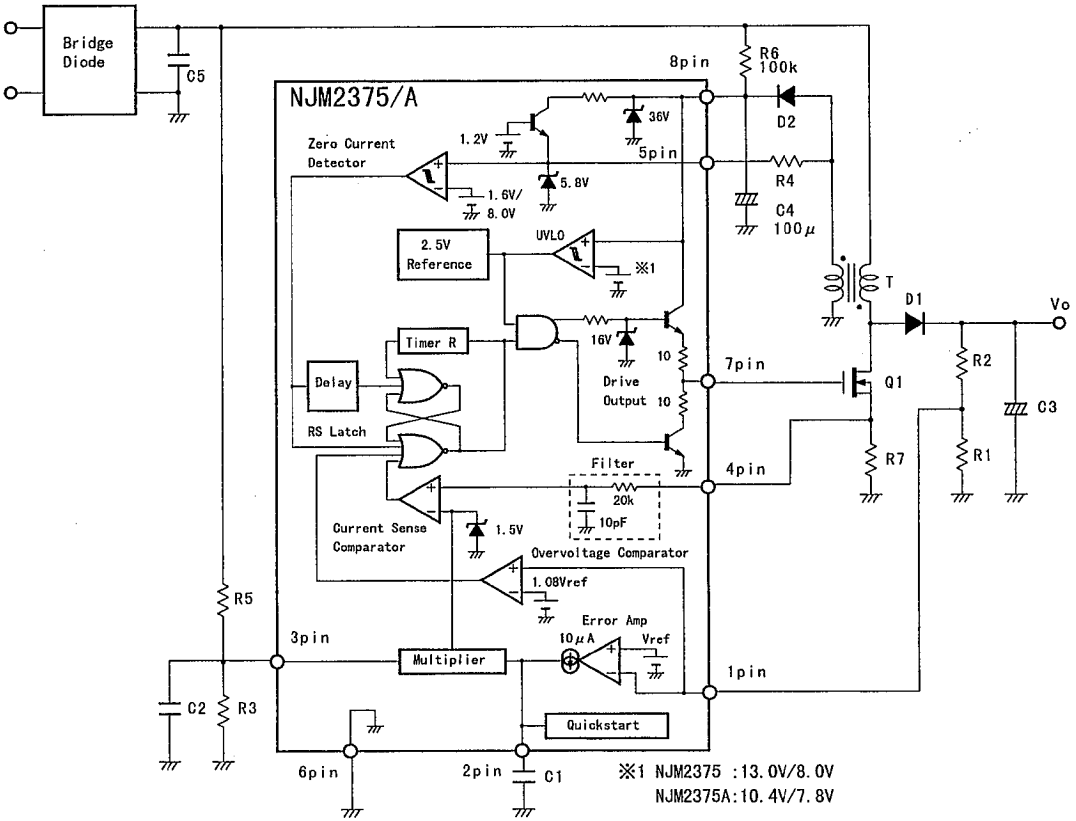 Bridge
Diode
C5
NJM2375/A
8pin
R6
100k
D2
36V
1.2V
Zero Current
Detector
5pin
R4
5.8V
1.6V/
8.0V
C4
100μ
UVLO
2.5V
Reference
※1
T
D1
Vo
Timer R
16V
10
7pin
Q1
R2
Delay
Drive
Output
10
C3
RS Latch
Filter
4pin
R7
R1
20k
10pF
Current Sense
Comparator
1.5V
Overvoltage Comparator
1.08Vref
R5
Error Amp
3pin
10μA
Vref
Multiplier
1pin
C2
R3
Quickstart
6pin
2pin
C1
※1 NJM2375 :13.0V/8.0V
NJM2375A:10.4V/7.8V
+
−
+
−
+
−
+
−
+
−